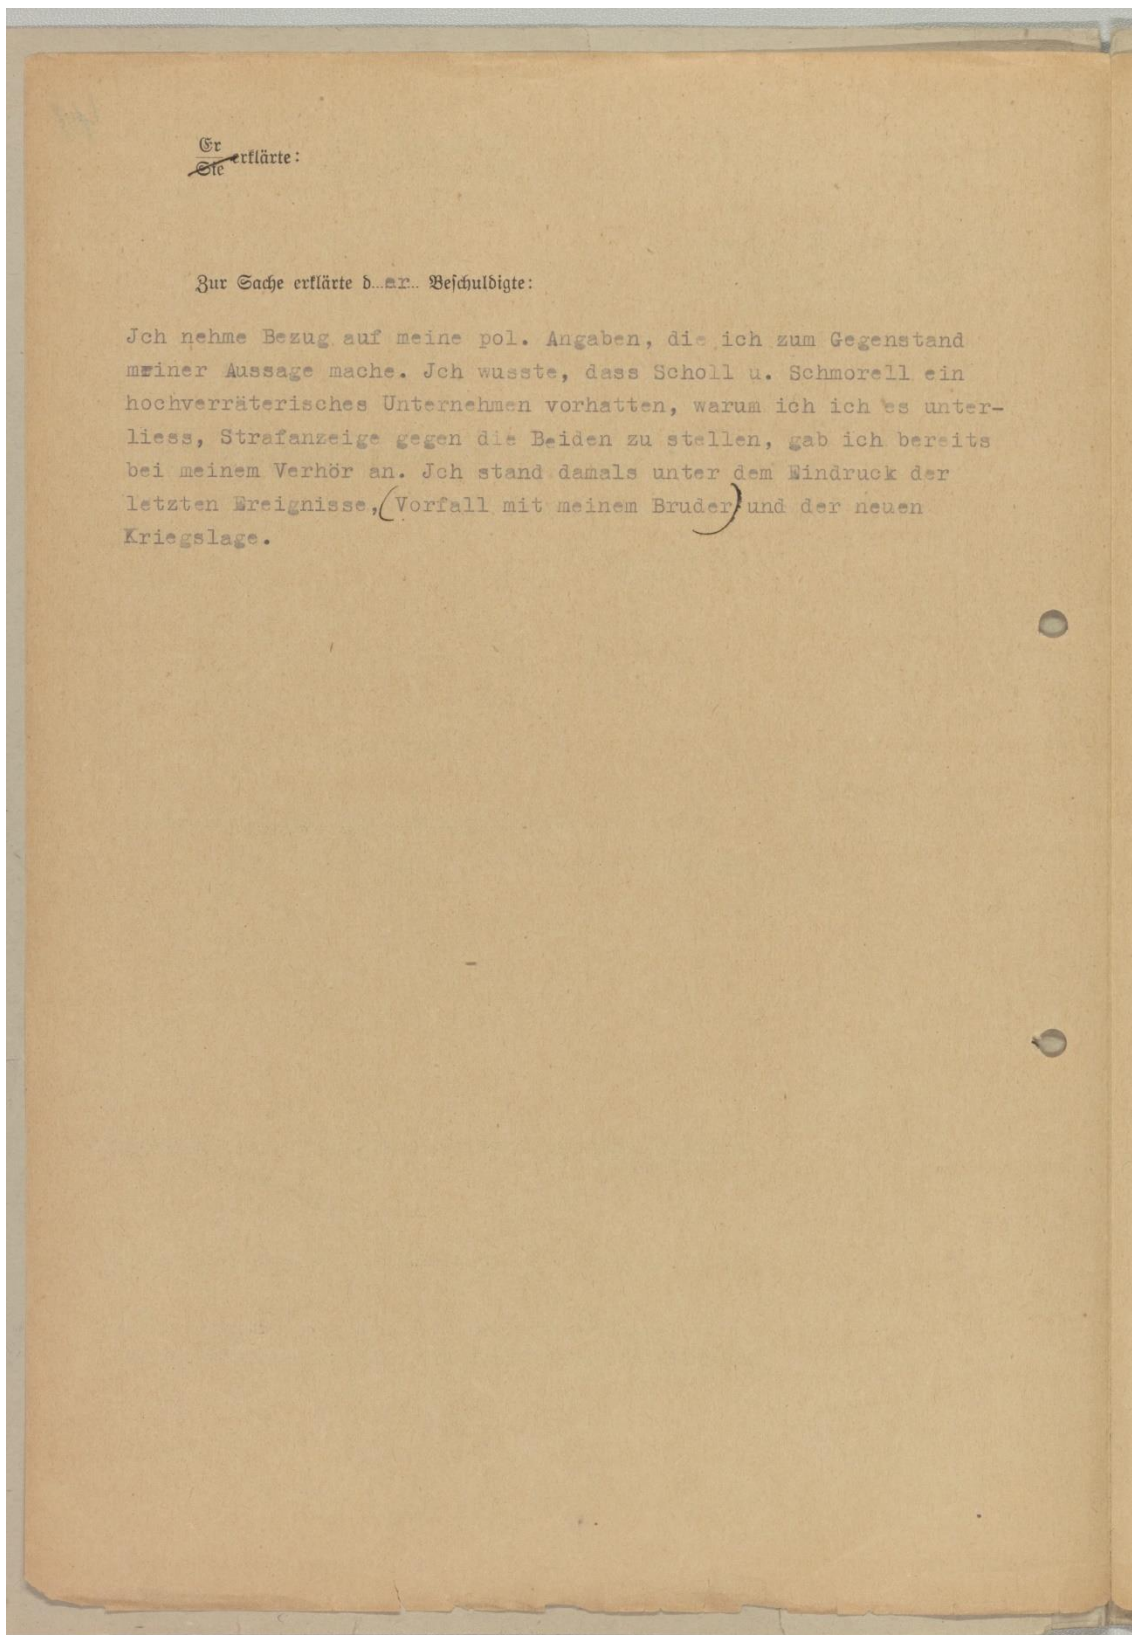 Er
Sie erklärte:
Zur Sache erklärte d...er... Beschuldigte:
Jch nehme Bezug auf meine pol. Angaben, die ich zum Gegenstand
meiner Aussage mache. Jch wusste, dass Scholl u. Schmorell ein
hochverräterisches Unternehmen vorhatten, warum ich ich es unter-
liess, Strafanzeige gegen die Beiden zu stellen, gab ich bereits
bei meinem Verhör an. Jch stand damals unter dem Eindruck der
letzten Ereignisse, (Vorfall mit meinem Bruder) und der neuen
Kriegslage.